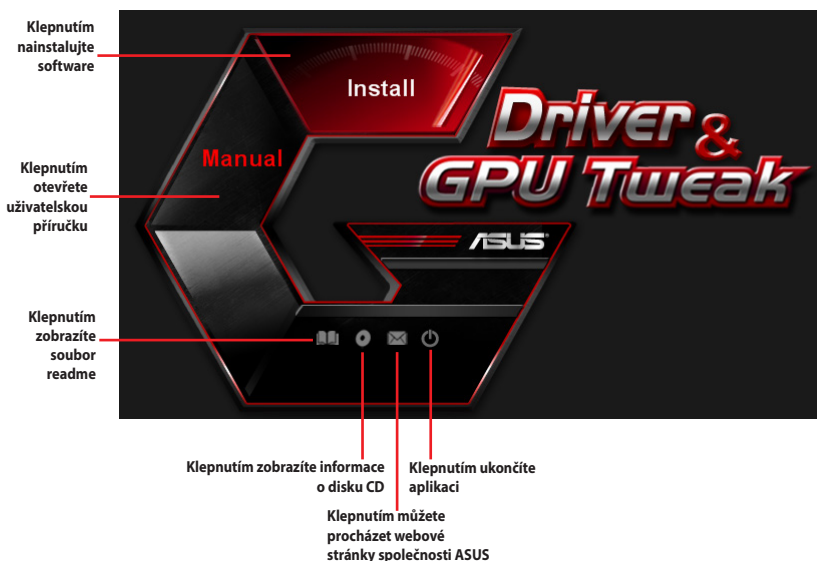 Klepnutím
nainstalujte
software
Install
Driver &
GPU Tweak
Manual
Klepnutím
otevřete
uživatelskou
příručku
ASUS
Klepnutím
zobrazíte
soubor
readme
Klepnutím zobrazíte informace
o disku CD
Klepnutím ukončíte
aplikaci
Klepnutím můžete
procházet webové
stránky společnosti ASUS